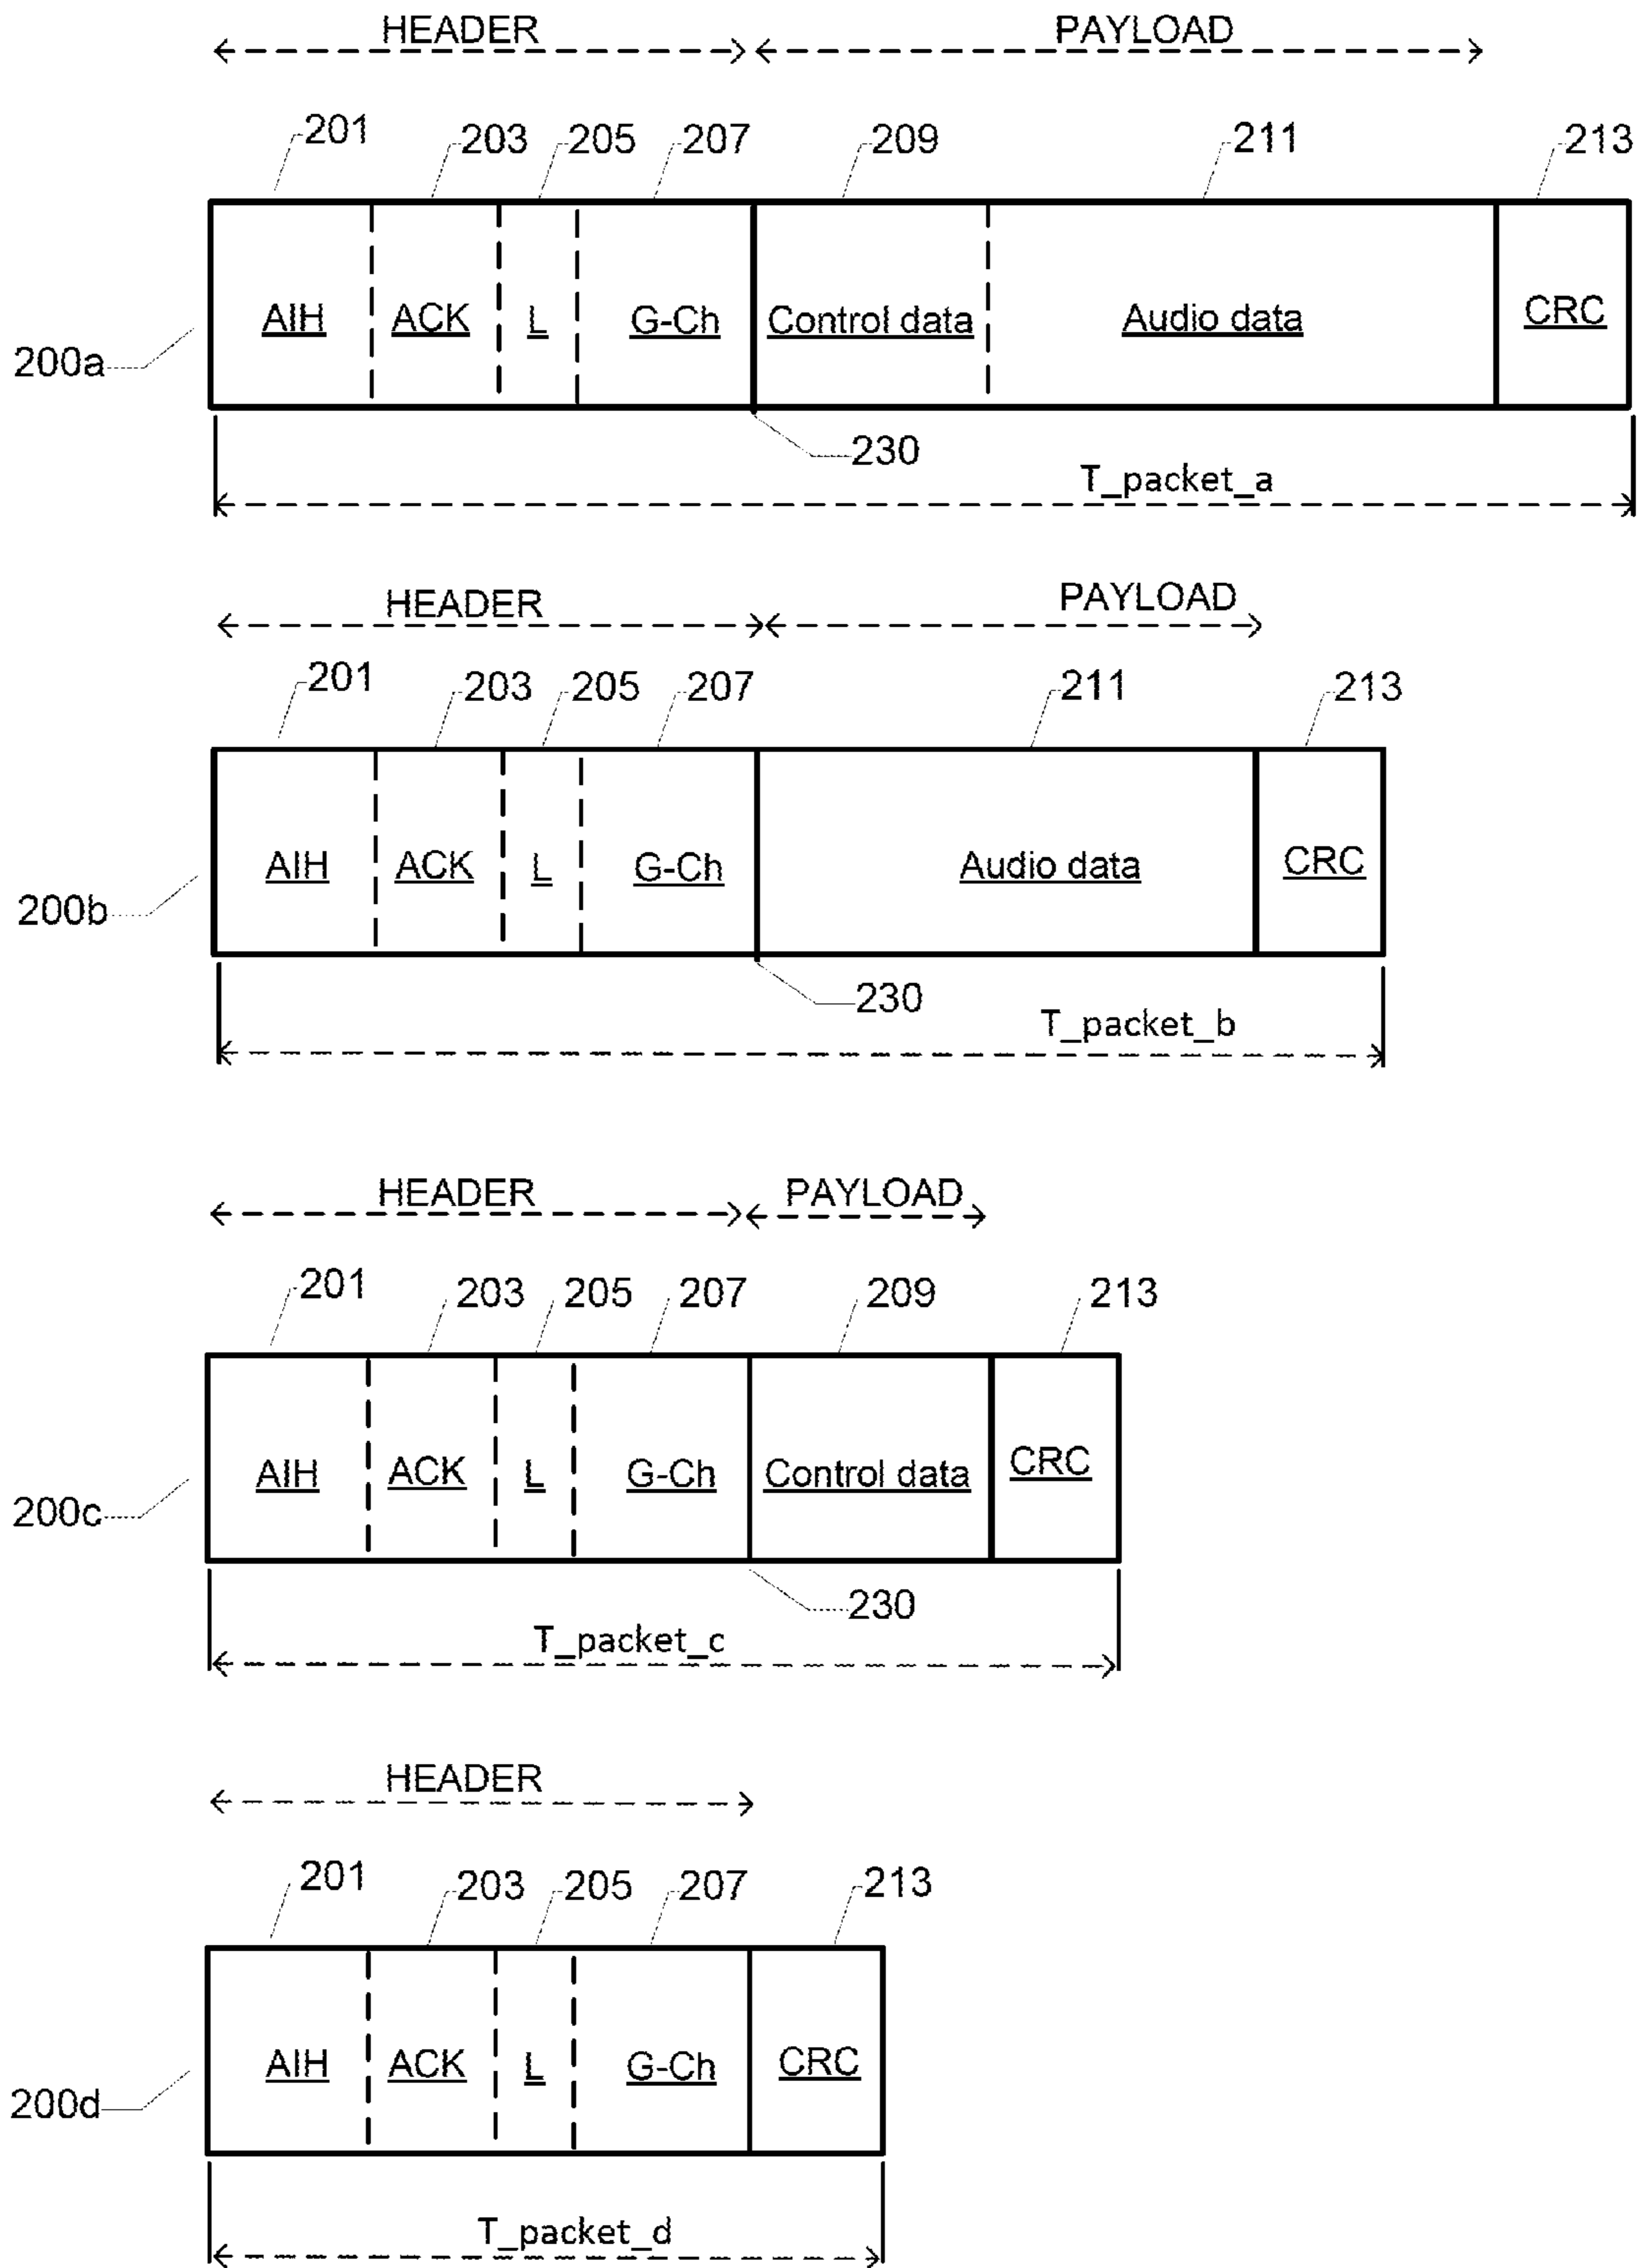 HEADER PAYLOAD
201 203 205 207 209 211 213
AIH ACK L G-Ch Control data Audio data CRC
200a
230
T_packet_a
HEADER PAYLOAD
201 203 205 207 211 213
AIH ACK L G-Ch Audio data CRC
200b
230
T_packet_b
HEADER PAYLOAD
201 203 205 207 209 213
AIH ACK L G-Ch Control data CRC
200c
230
T_packet_c
HEADER
201 203 205 207 213
AIH ACK L G-Ch CRC
200d
T_packet_d